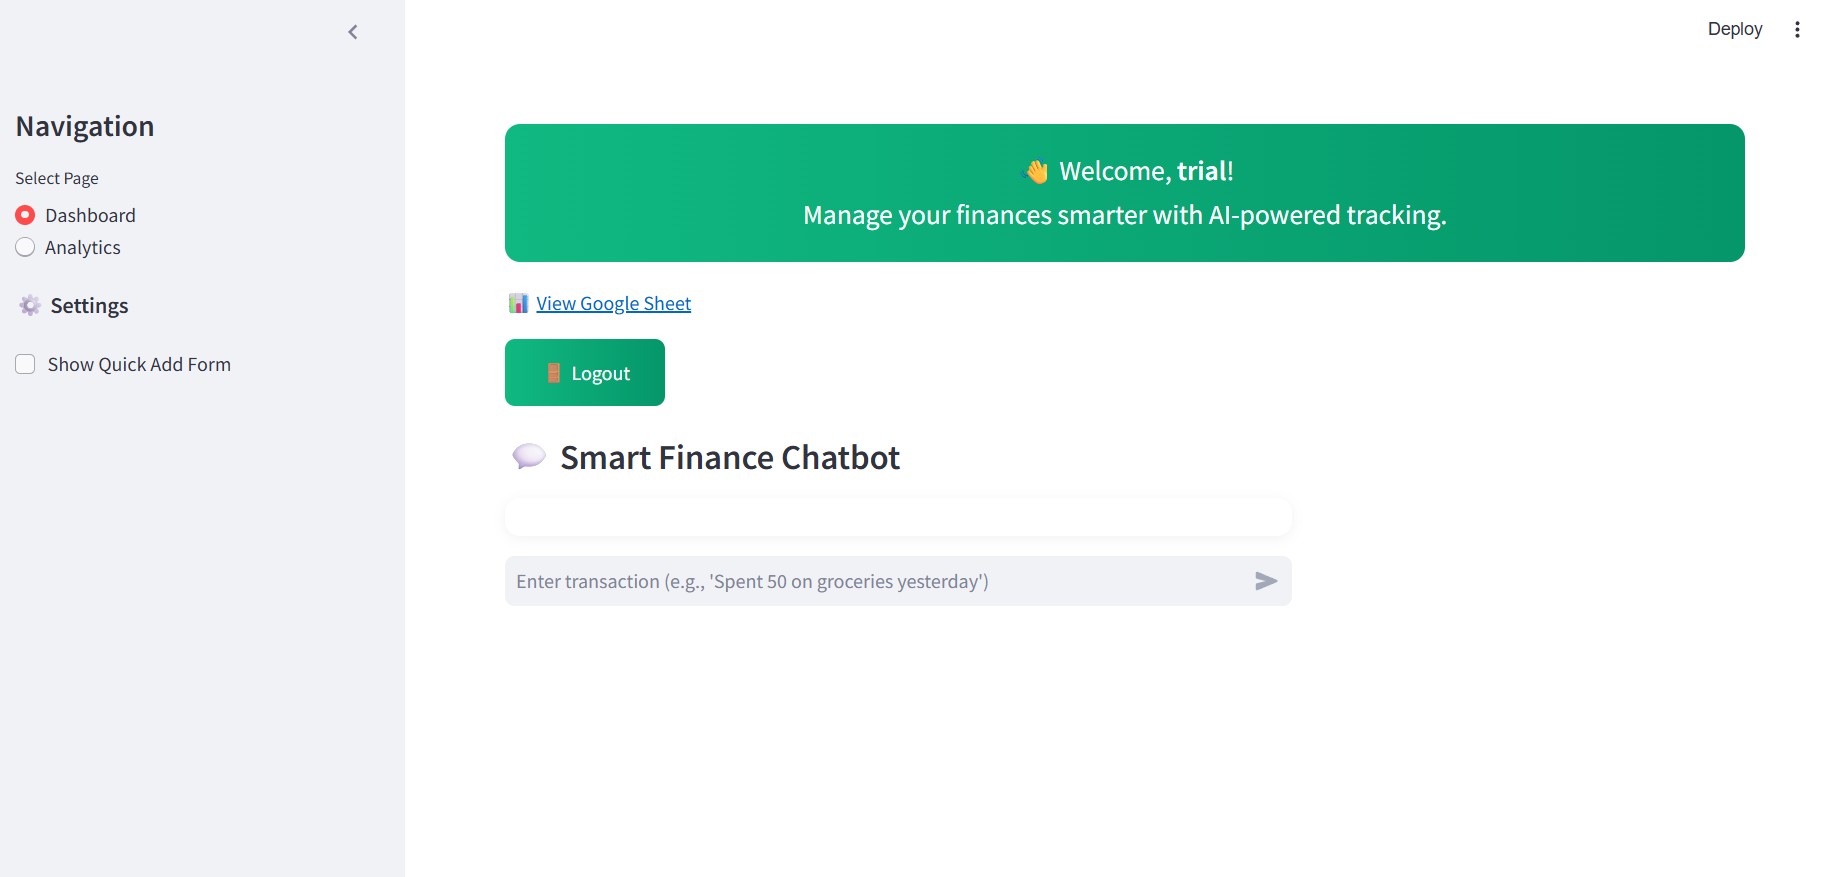 Deploy
Navigation
Select Page
Dashboard
Analytics
⚙️ Settings
Show Quick Add Form
👋 Welcome, trial!
Manage your finances smarter with AI-powered tracking.
📊 View Google Sheet
🚪 Logout
💬 Smart Finance Chatbot
Enter transaction (e.g., 'Spent 50 on groceries yesterday')